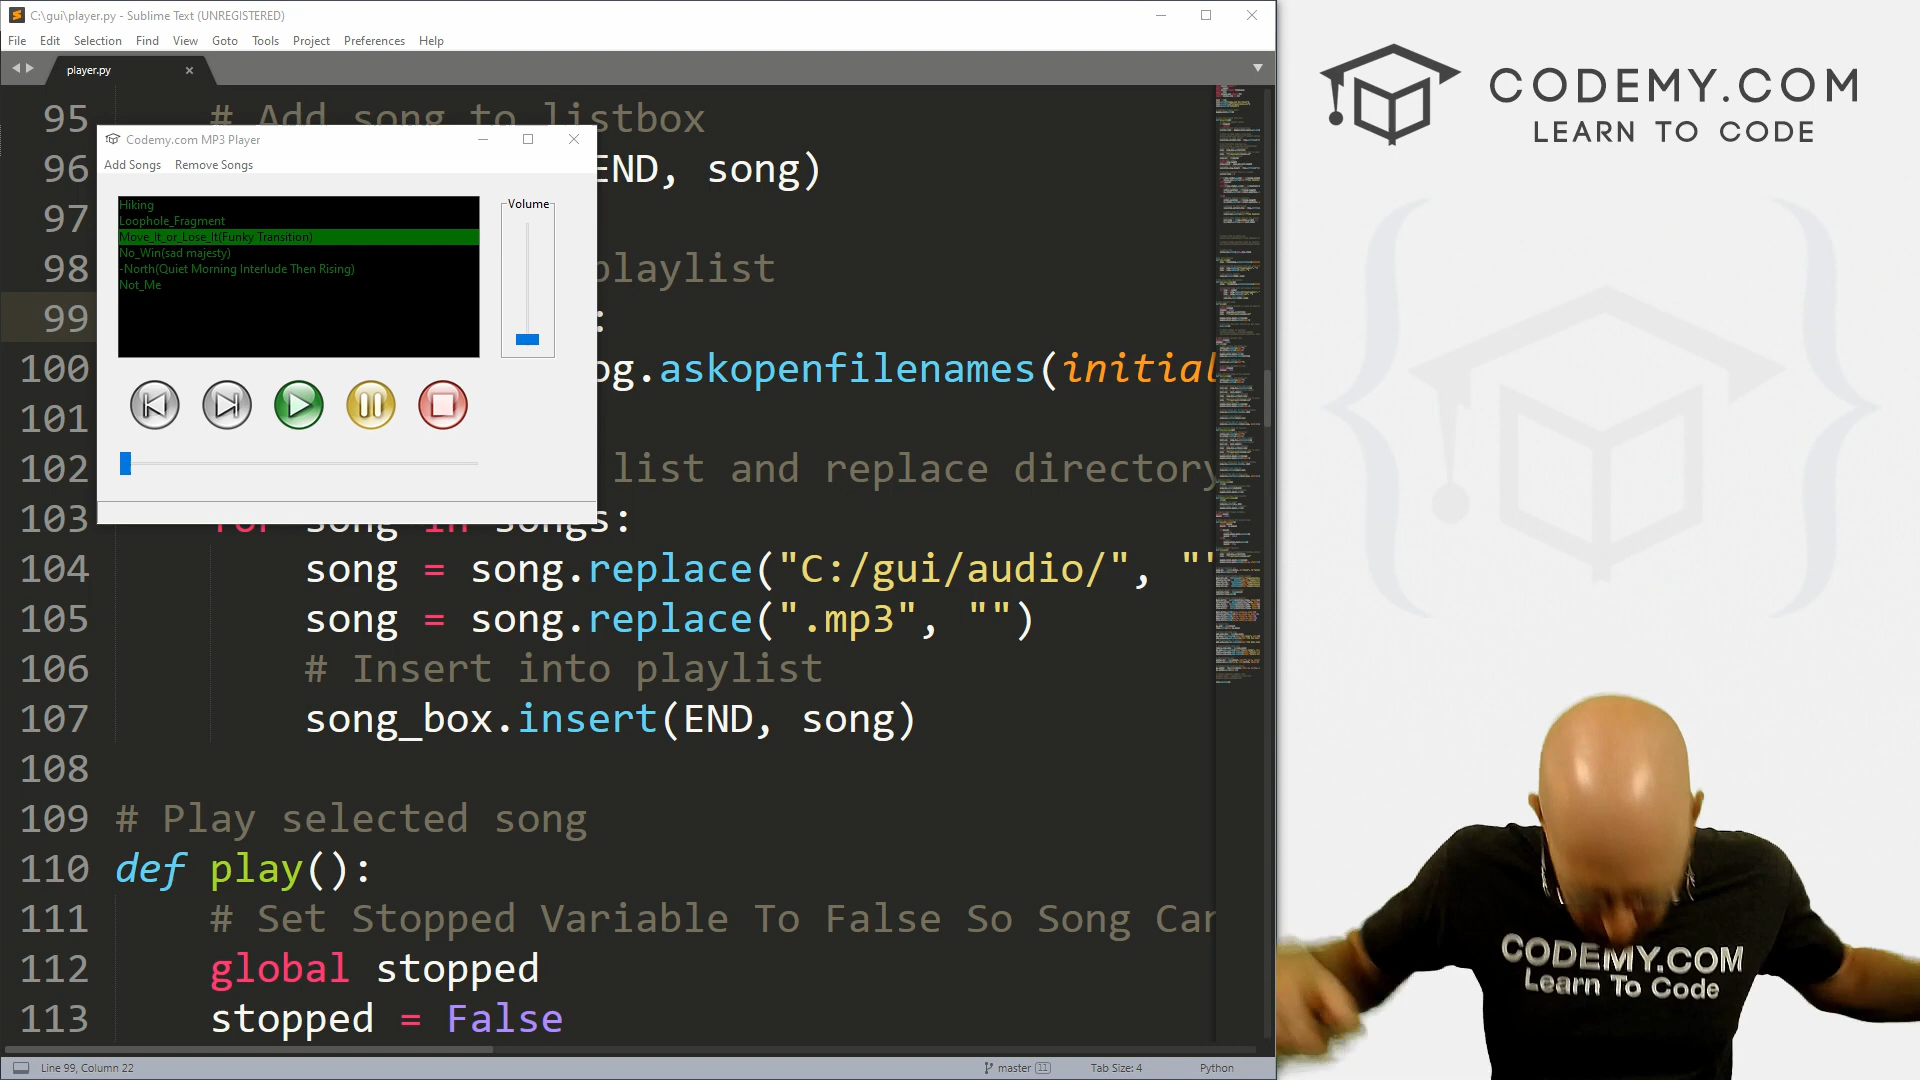 C:\gui\player.py - Sublime Text (UNREGISTERED)
File Edit Selection Find View Goto Tools Project Preferences Help
player.py
95 # Add song to listbox
96 END, song)
97
98 playlist
99 :
100 og.askopenfilenames(initial
101
102 list and replace directory
103 for song in songs:
104 song = song.replace("C:/gui/audio/", ""
105 song = song.replace(".mp3", "")
106 # Insert into playlist
107 song_box.insert(END, song)
108
109 # Play selected song
110 def play():
111 # Set Stopped Variable To False So Song Can
112 global stopped
113 stopped = False
Codemy.com MP3 Player
Add Songs Remove Songs
Hiking
Loophole_Fragment
Move_It_or_Lose_It(Funky Transition)
No_Win(sad majesty)
-North(Quiet Morning Interlude Then Rising)
Not_Me
Volume
Line 99, Column 22
master 11
Tab Size: 4
Python
CODEMY.COM
LEARN TO CODE
CODEMY.COM
Learn To Code